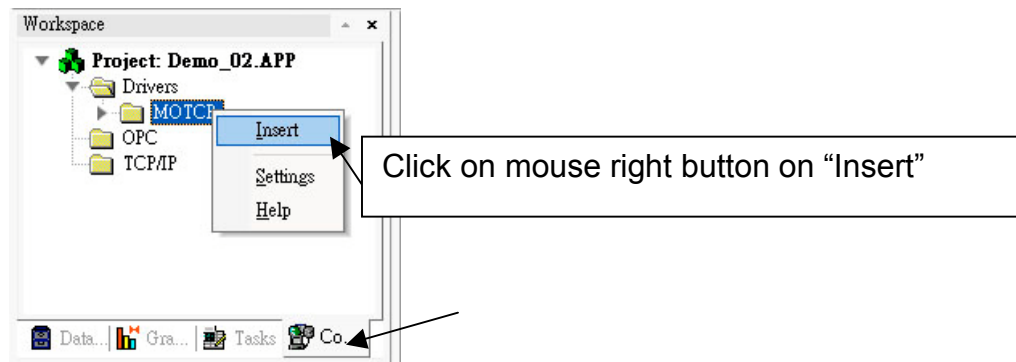 Workspace
Project: Demo_02.APP
Drivers
MOTCP
OPC
TCP/IP
Insert
Settings
Help
Click on mouse right button on “Insert”
Data... Gra... Tasks Co...